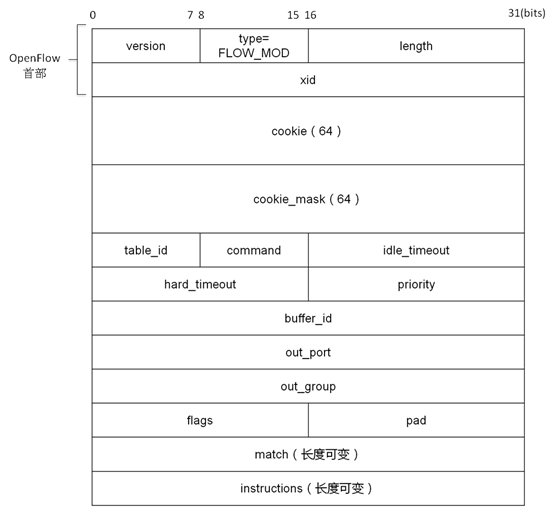 0 7 8 15 16 31(bits)
OpenFlow
首部
version type=
FLOW_MOD length
xid
cookie（64）
cookie_mask（64）
table_id command idle_timeout
hard_timeout priority
buffer_id
out_port
out_group
flags pad
match（长度可变）
instructions（长度可变）